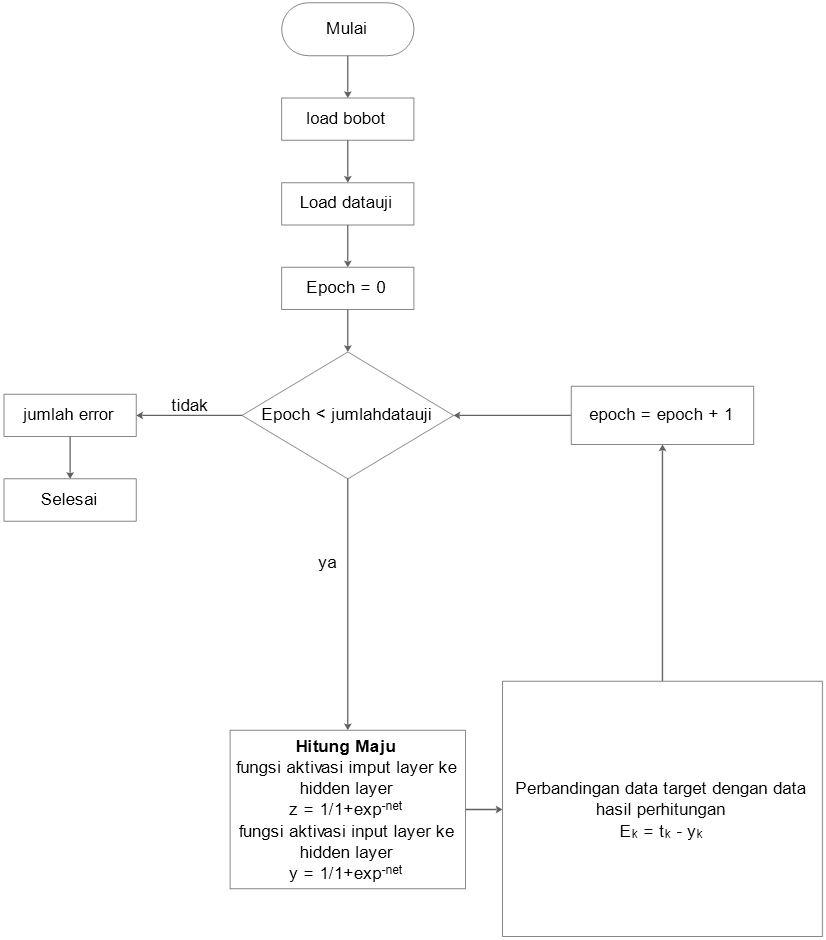 Mulai
load bobot
Load datauji
Epoch = 0
Epoch < jumlahdatauji
tidak
jumlah error
Selesai
epoch = epoch + 1
ya
Hitung Maju
fungsi aktivasi imput layer ke
hidden layer
z = 1/1+exp-net
fungsi aktivasi input layer ke
hidden layer
y = 1/1+exp-net
Perbandingan data target dengan data
hasil perhitungan
Ek = tk - yk